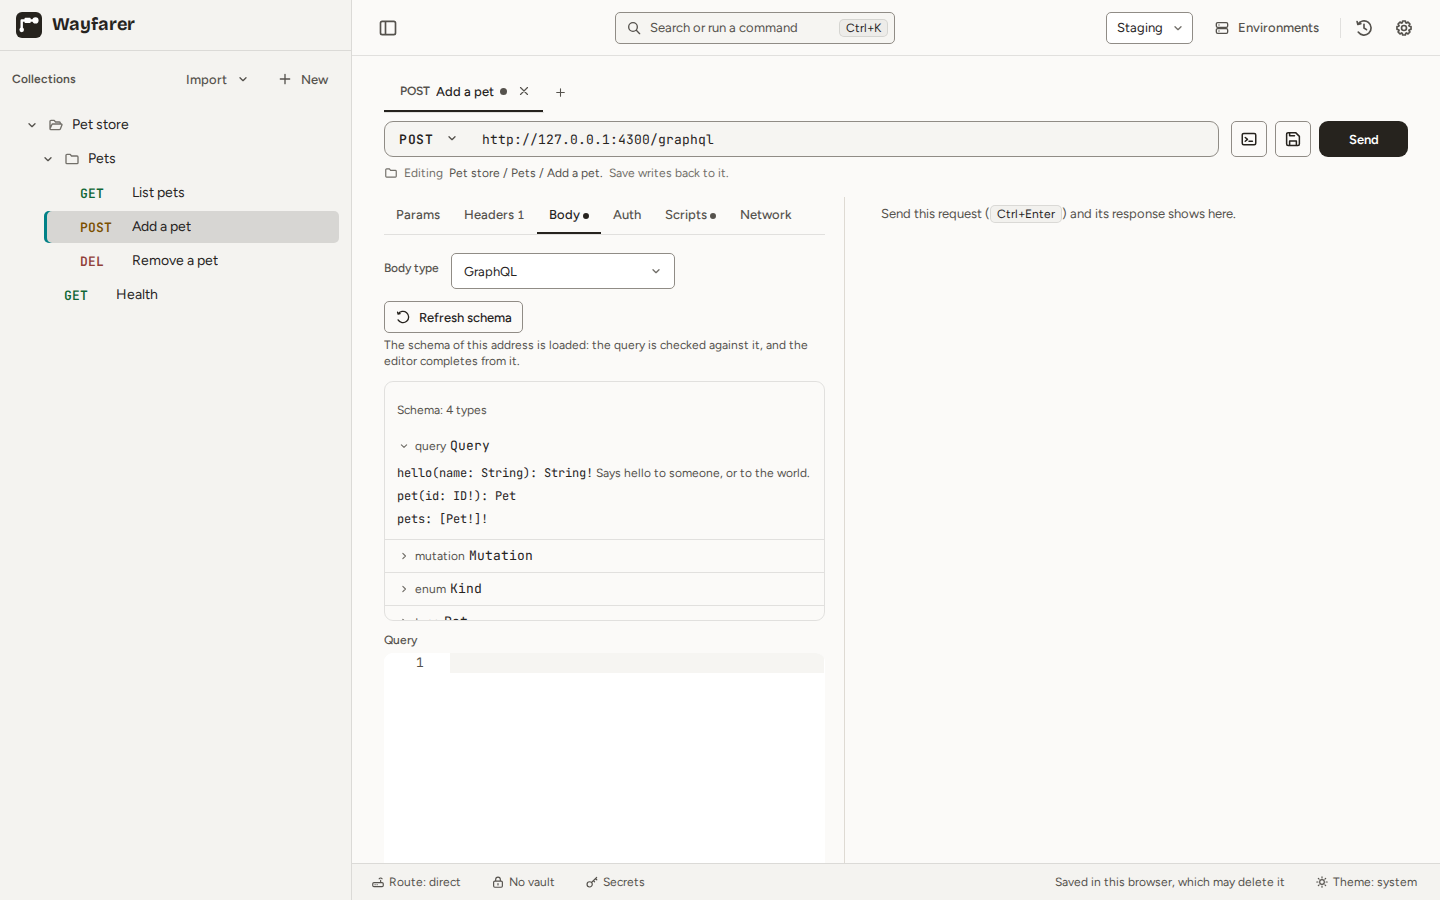 Wayfarer
Search or run a command Ctrl+K
Staging
Environments
Collections Import New
Pet store
Pets
GET List pets
POST Add a pet
DEL Remove a pet
GET Health
POST Add a pet
POST http://127.0.0.1:4300/graphql
Send
Editing Pet store / Pets / Add a pet. Save writes back to it.
Params Headers 1 Body Auth Scripts Network
Body type GraphQL
Refresh schema
The schema of this address is loaded: the query is checked against it, and the
editor completes from it.
Schema: 4 types
query Query
hello(name: String): String! Says hello to someone, or to the world.
pet(id: ID!): Pet
pets: [Pet!]!
mutation Mutation
enum Kind
Query
1
Send this request (Ctrl+Enter) and its response shows here.
Route: direct No vault Secrets
Saved in this browser, which may delete it Theme: system